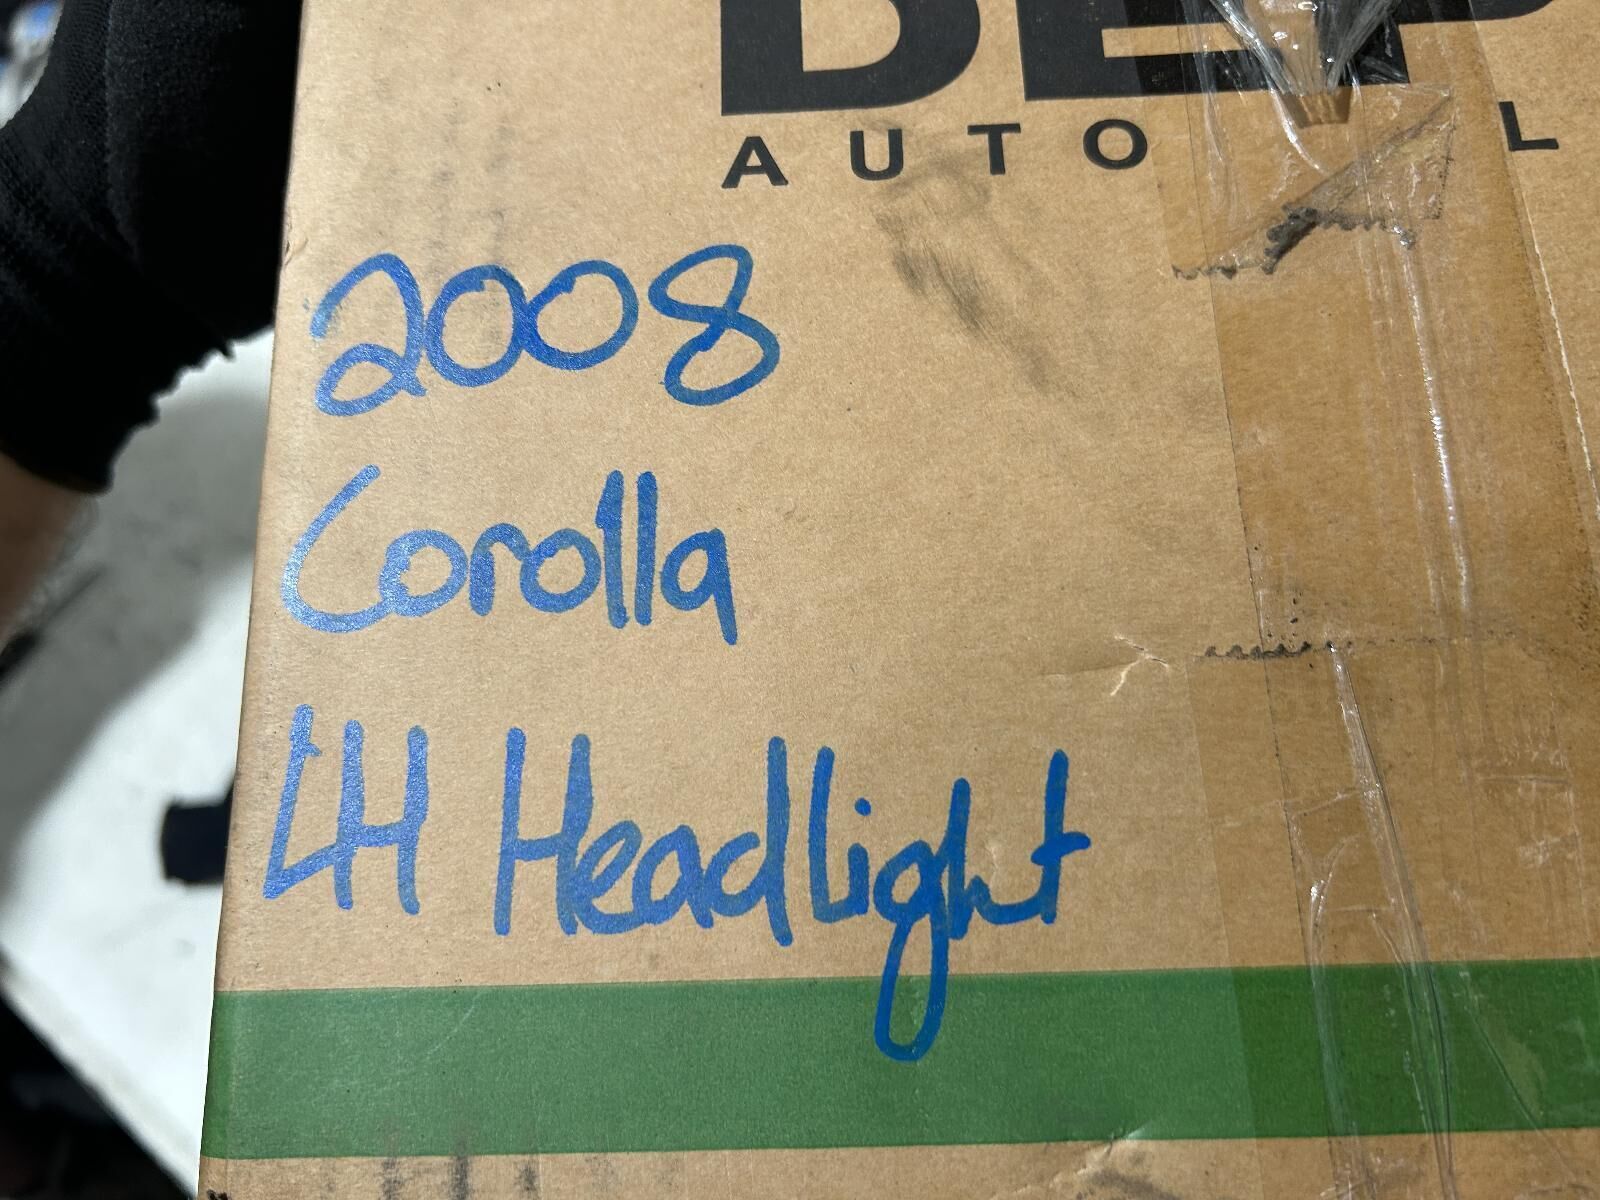 AUTO
2008
Corolla
LH Headlight